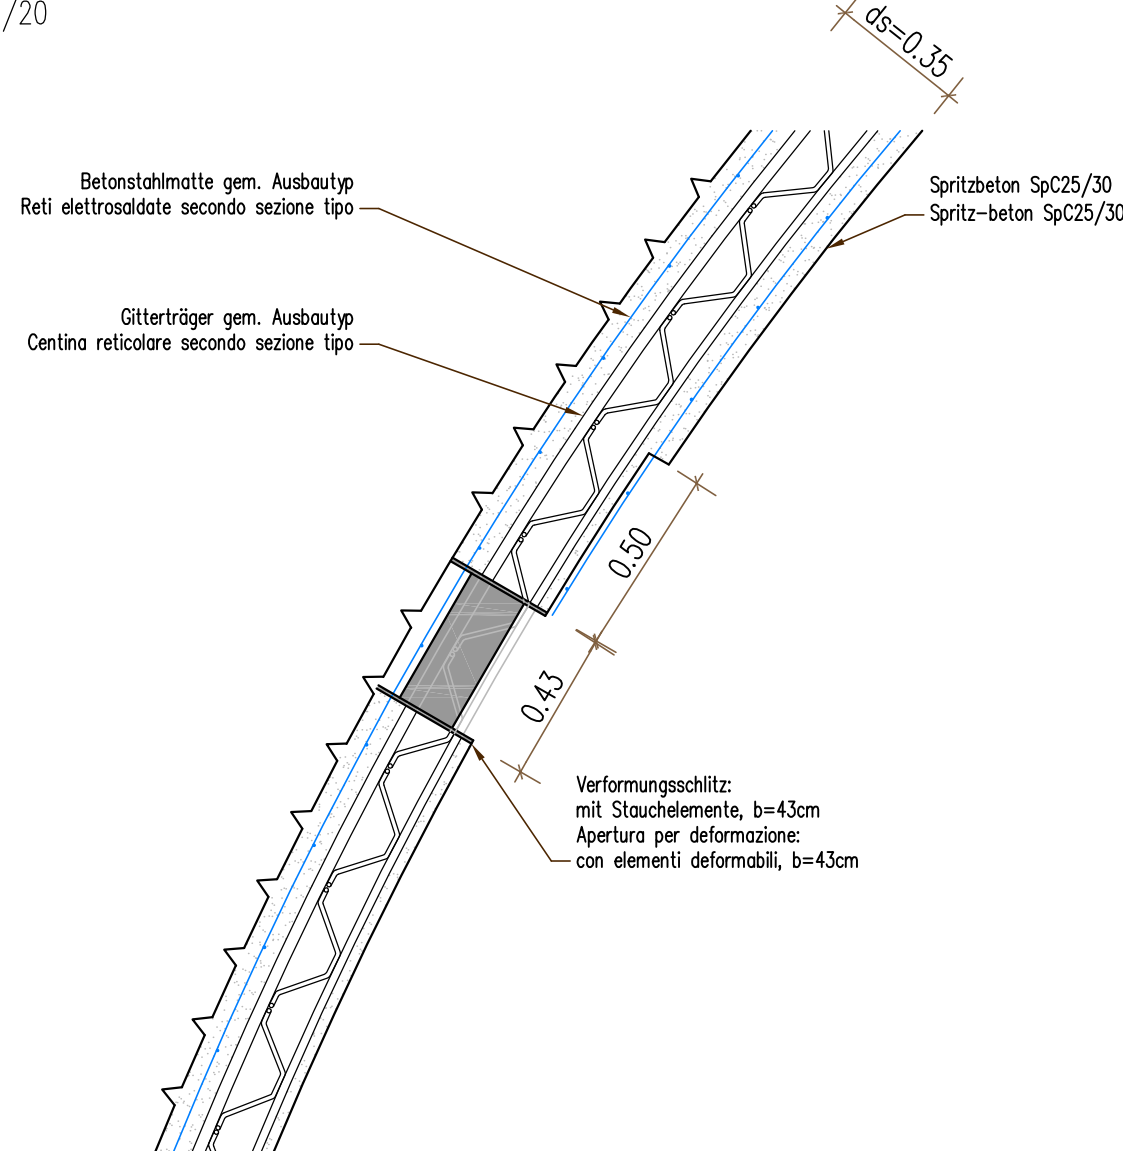 /20
ds=0.35
Betonstahlmatte gem. Ausbautyp
Reti elettrosaldate secondo sezione tipo
Spritzbeton SpC25/30
Spritz-beton SpC25/30
Gitterträger gem. Ausbautyp
Centina reticolare secondo sezione tipo
0.50
0.43
Verformungsschlitz:
mit Stauchelemente, b=43cm
Apertura per deformazione:
con elementi deformabili, b=43cm